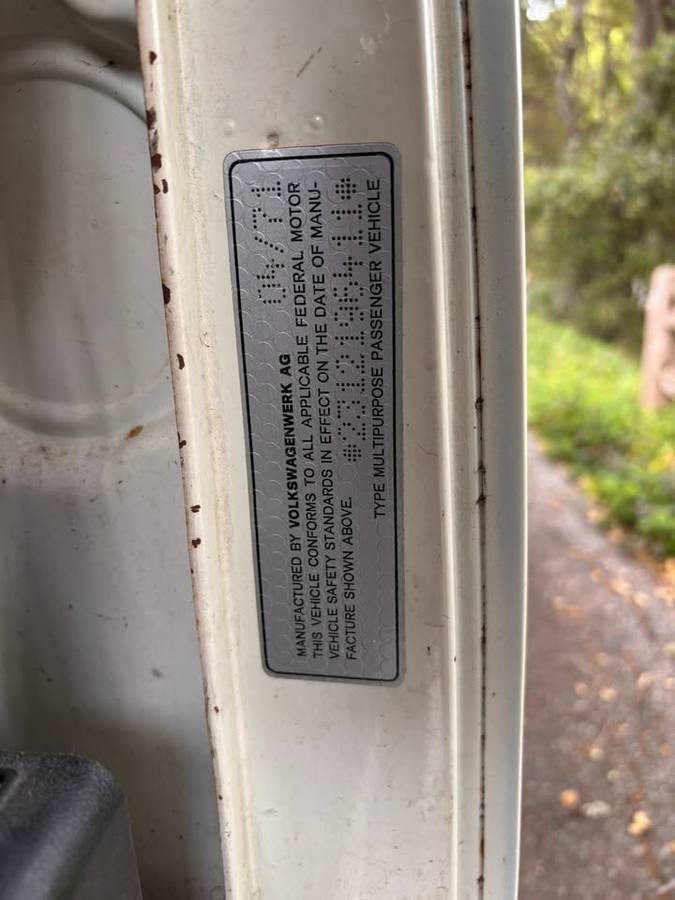 04/71
MANUFACTURED BY VOLKSWAGENWERK AG
THIS VEHICLE CONFORMS TO ALL APPLICABLE FEDERAL MOTOR
VEHICLE SAFETY STANDARDS IN EFFECT ON THE DATE OF MANU-
FACTURE SHOWN ABOVE. *2312196411*
TYPE MULTIPURPOSE PASSENGER VEHICLE